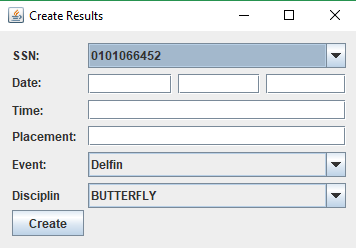 Create Results
SSN: 0101066452
Date:
Time:
Placement:
Event: Delfin
Disciplin BUTTERFLY
Create